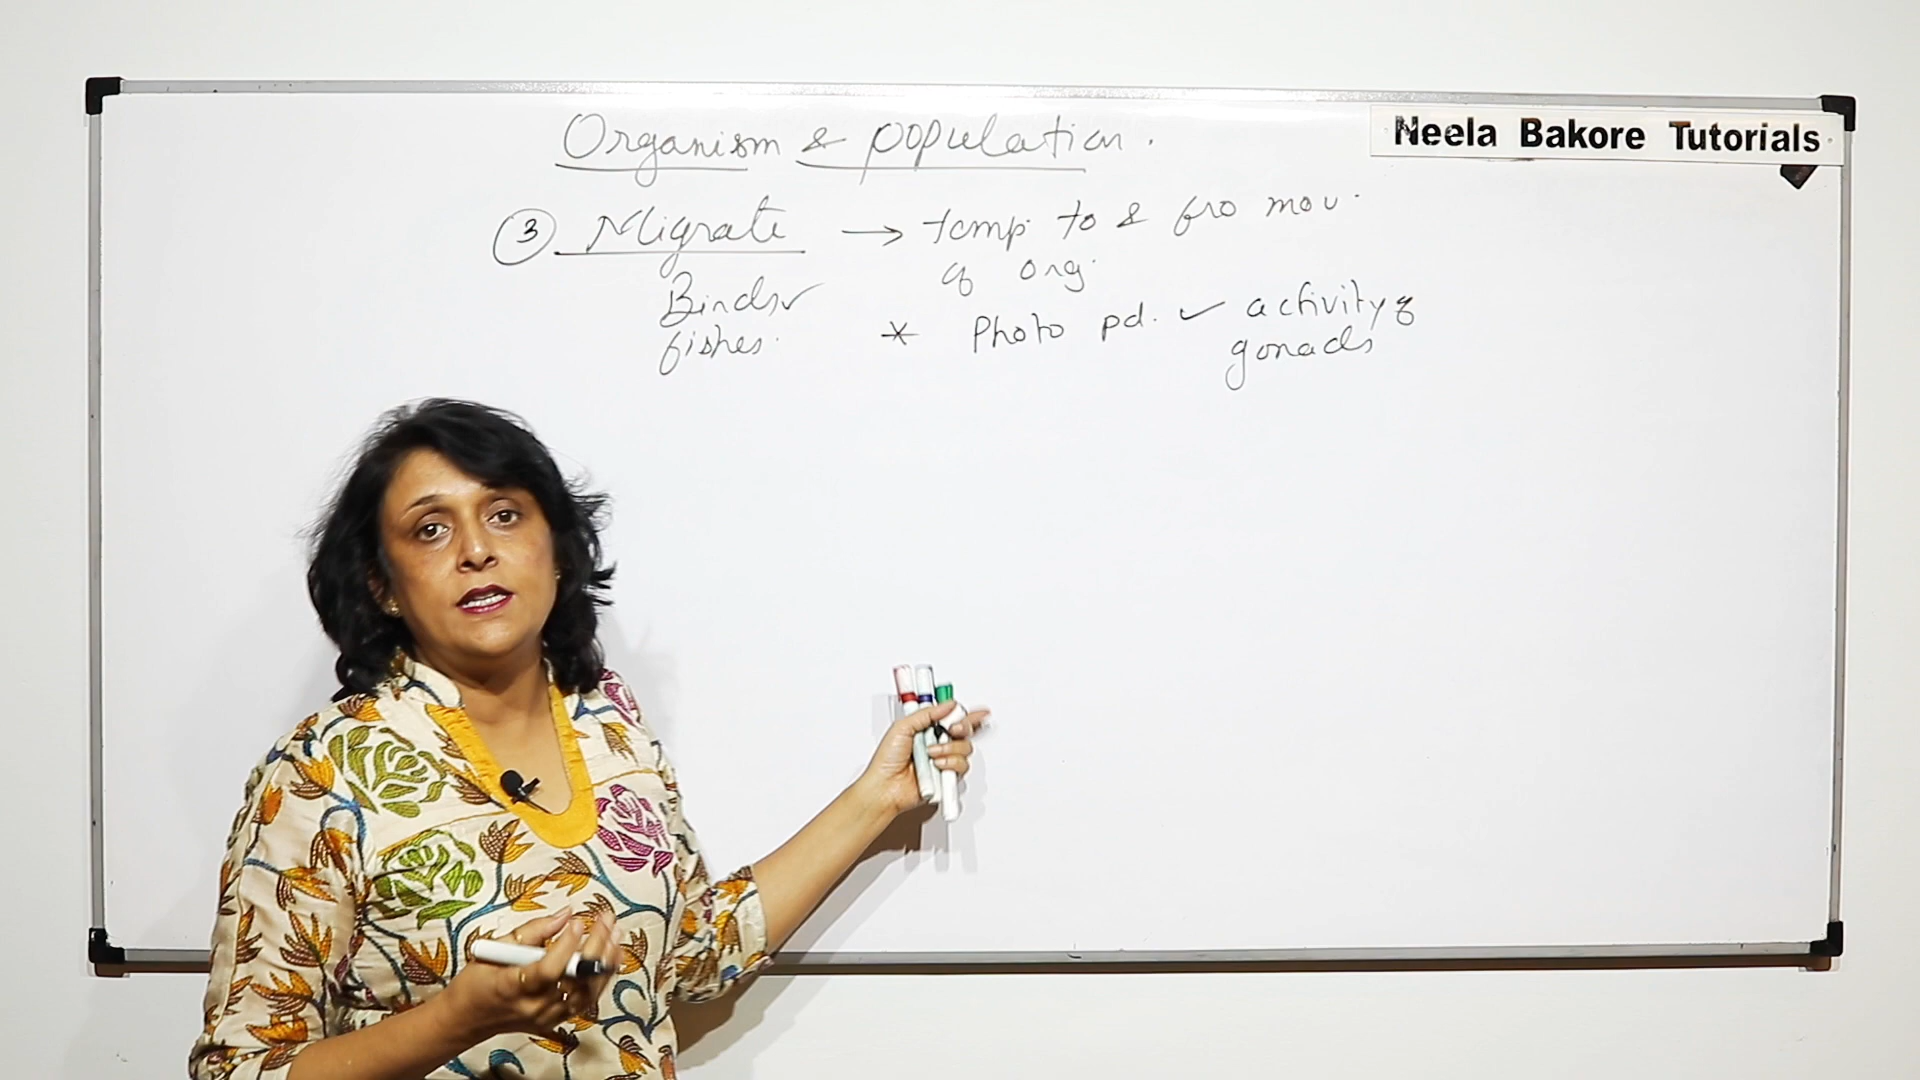 Neela Bakore Tutorials
Organism & population.
3 Migrate → temp. to & fro mov.
of org.
Birds✓
fishes.
* Photo pd. ✓ activity of
gonads